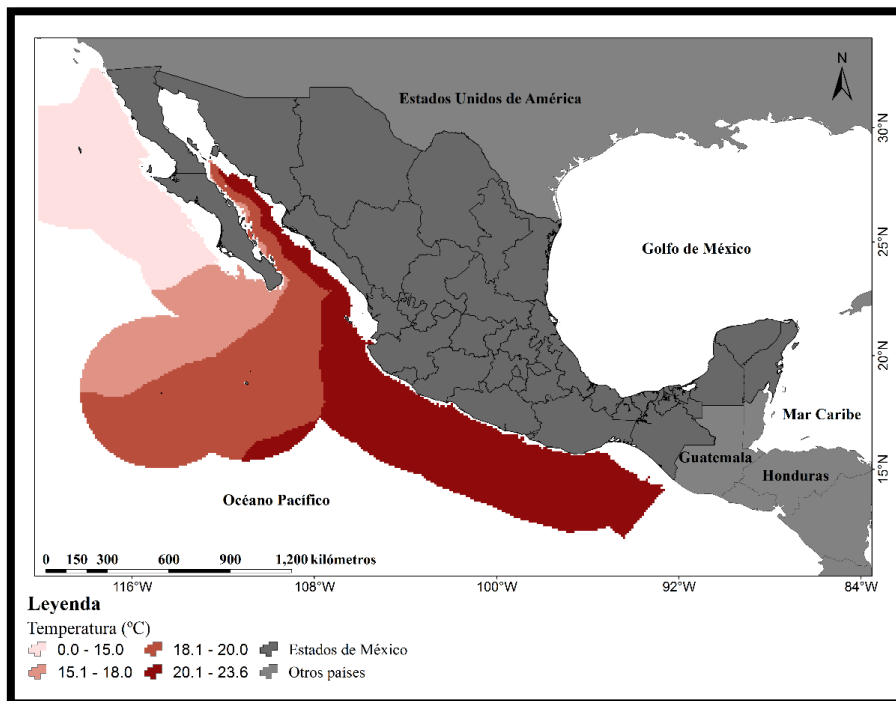 N
Estados Unidos de América
30°N
25°N
Golfo de México
20°N
Mar Caribe
Guatemala
15°N
Honduras
Océano Pacífico
0 150 300 600 900 1,200 kilómetros
116°W 108°W 100°W 92°W 84°W
Leyenda
Temperatura (ºC)
0.0 - 15.0 18.1 - 20.0 Estados de México
15.1 - 18.0 20.1 - 23.6 Otros paises